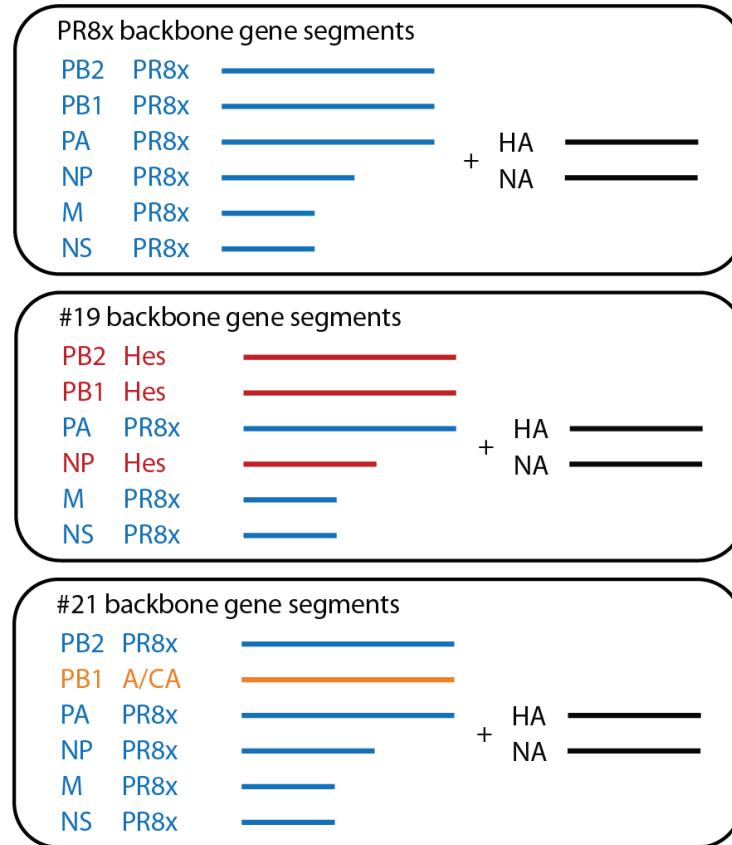 PR8x backbone gene segments
PB2 PR8x
PB1 PR8x
PA PR8x
NP PR8x
M PR8x
NS PR8x
+ HA
NA
#19 backbone gene segments
PB2 Hes
PB1 Hes
PA PR8x
NP Hes
M PR8x
NS PR8x
+ HA
NA
#21 backbone gene segments
PB2 PR8x
PB1 A/CA
PA PR8x
NP PR8x
M PR8x
NS PR8x
+ HA
NA